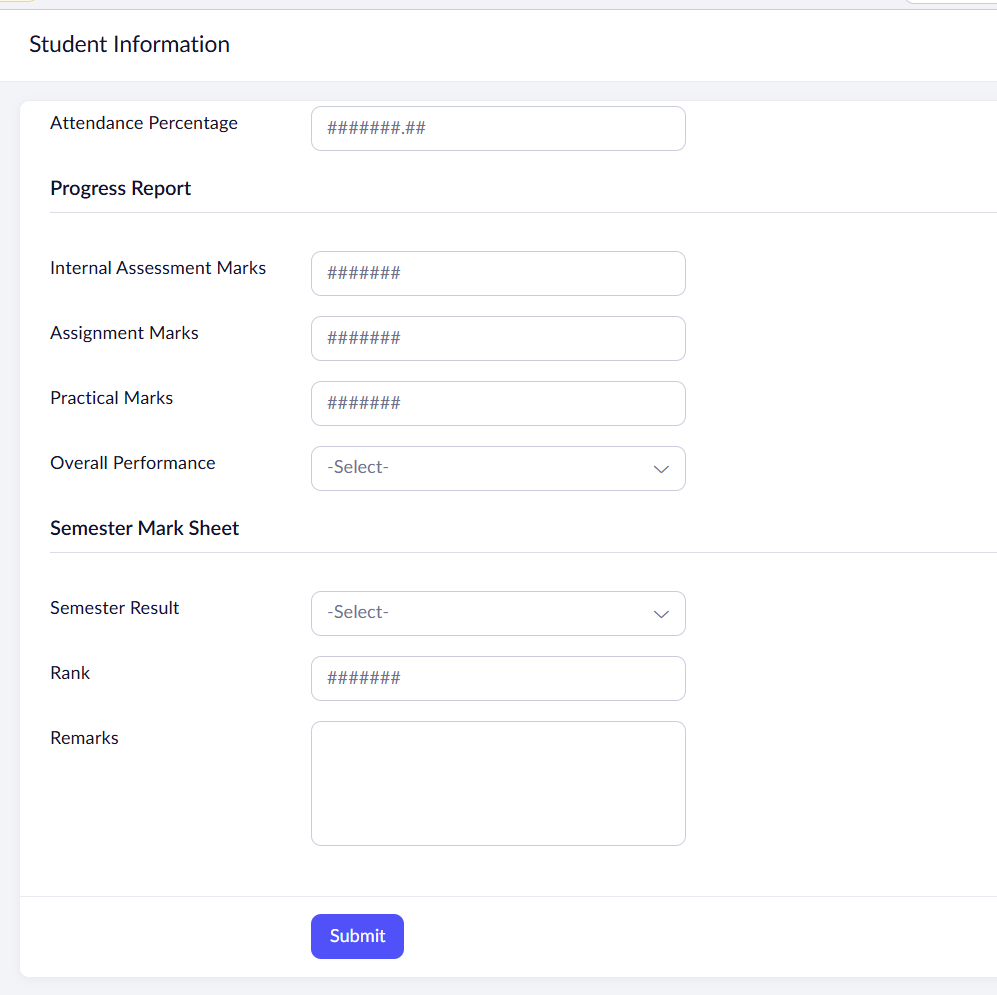 Student Information
Attendance Percentage #######.##
Progress Report
Internal Assessment Marks #######
Assignment Marks #######
Practical Marks #######
Overall Performance -Select-
Semester Mark Sheet
Semester Result -Select-
Rank #######
Remarks
Submit